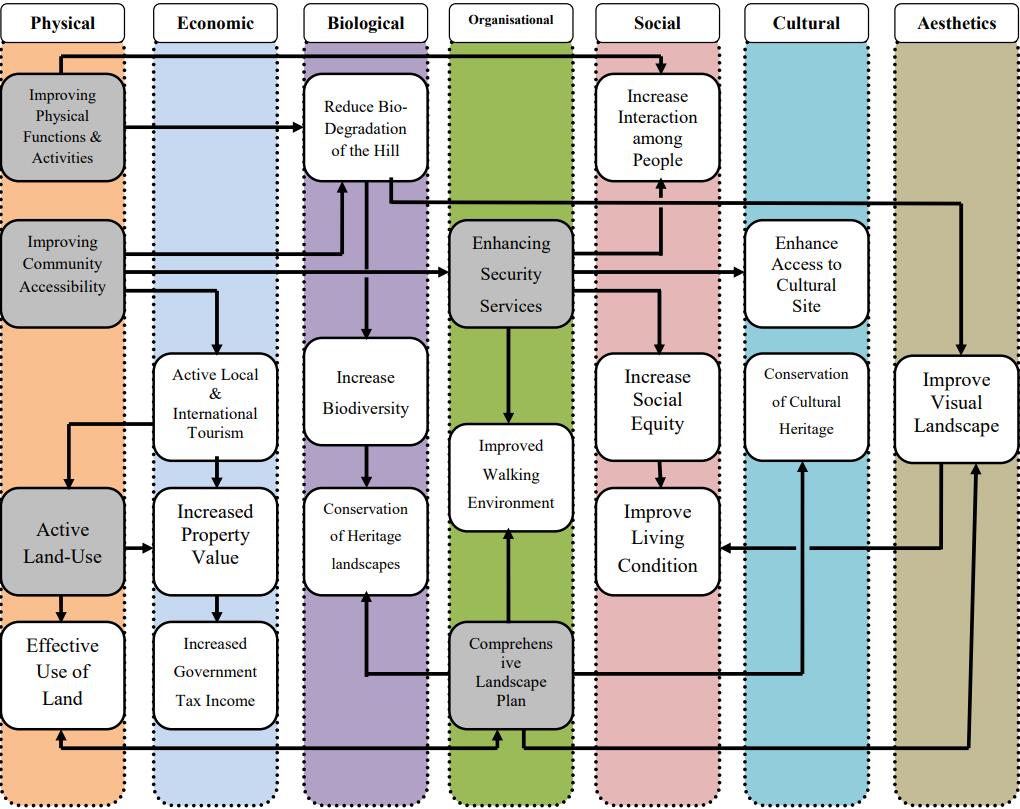 Physical
Economic
Biological
Organisational
Social
Cultural
Aesthetics
Improving
Physical
Functions &
Activities
Reduce Bio-
Degradation
of the Hill
Increase
Interaction
among
People
Improving
Community
Accessibility
Enhancing
Security
Services
Enhance
Access to
Cultural
Site
Active Local
&
International
Tourism
Increase
Biodiversity
Improved
Walking
Environment
Increase
Social
Equity
Conservation
of Cultural
Heritage
Improve
Visual
Landscape
Active
Land-Use
Increased
Property
Value
Conservation
of Heritage
landscapes
Improve
Living
Condition
Effective
Use of
Land
Increased
Government
Tax Income
Comprehens
ive
Landscape
Plan